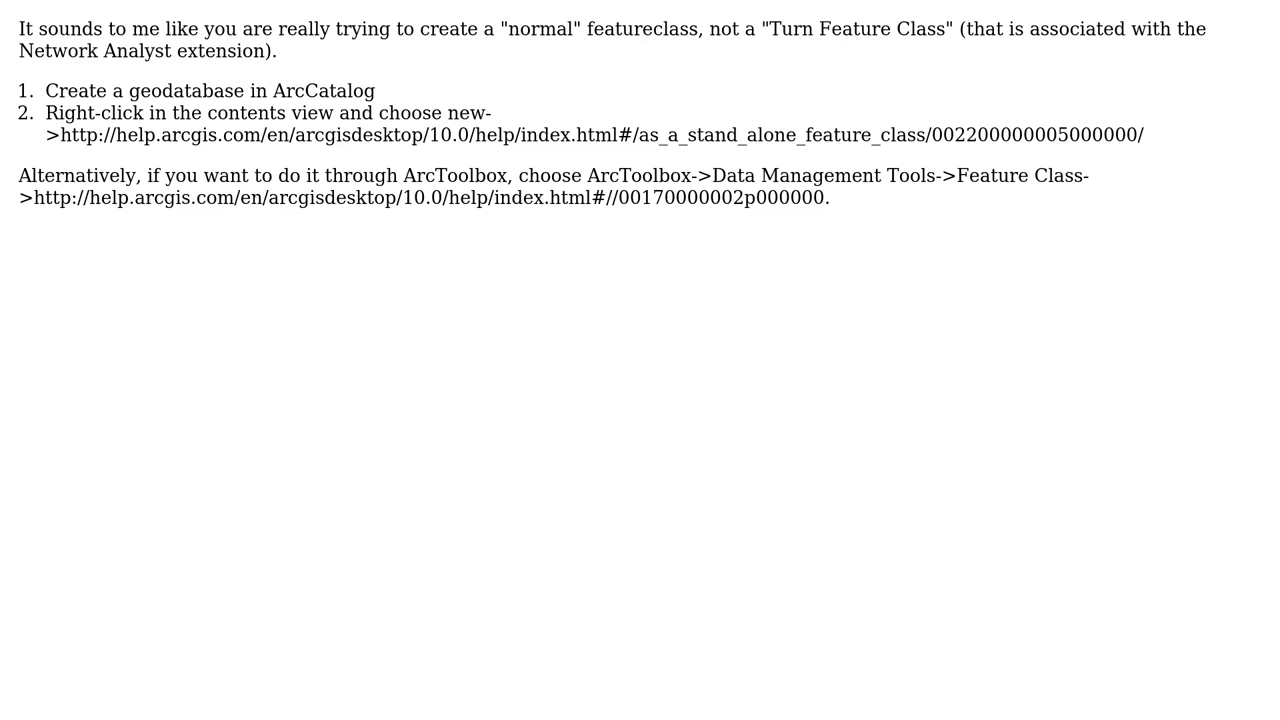 It sounds to me like you are really trying to create a "normal" featureclass, not a "Turn Feature Class" (that is associated with the
Network Analyst extension).
1. Create a geodatabase in ArcCatalog
2. Right-click in the contents view and choose new-
>http://help.arcgis.com/en/arcgisdesktop/10.0/help/index.html#/as_a_stand_alone_feature_class/002200000005000000/
Alternatively, if you want to do it through ArcToolbox, choose ArcToolbox->Data Management Tools->Feature Class-
>http://help.arcgis.com/en/arcgisdesktop/10.0/help/index.html#//00170000002p000000.